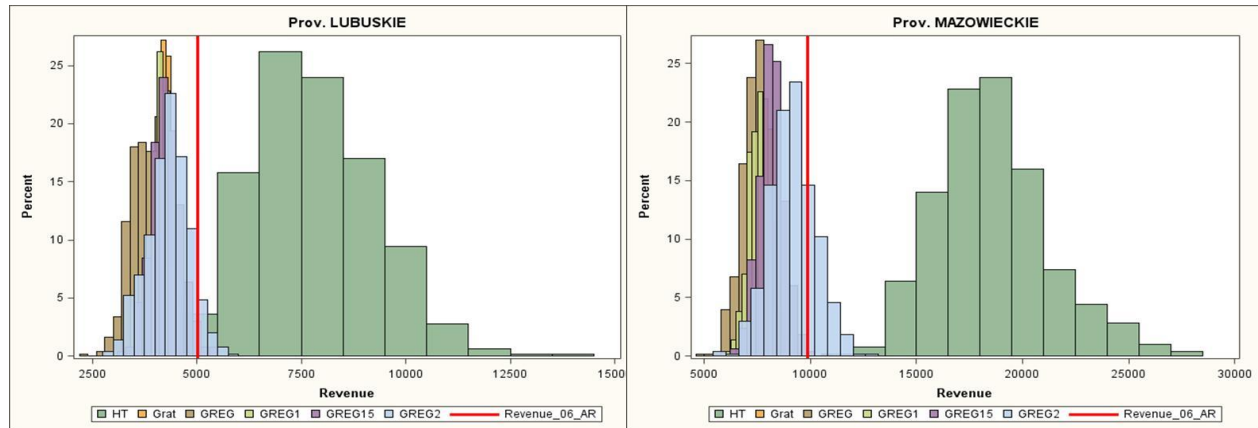 Prov. LUBUSKIE
Percent
25
20
15
10
5
0
2500 5000 7500 10000 12500 1500
Revenue
HT Grat GREG GREG1 GREG15 GREG2 Revenue_06_AR
Prov. MAZOWIECKIE
Percent
25
20
15
10
5
0
5000 10000 15000 20000 25000 30000
Revenue
HT Grat GREG GREG1 GREG15 GREG2 Revenue_06_AR